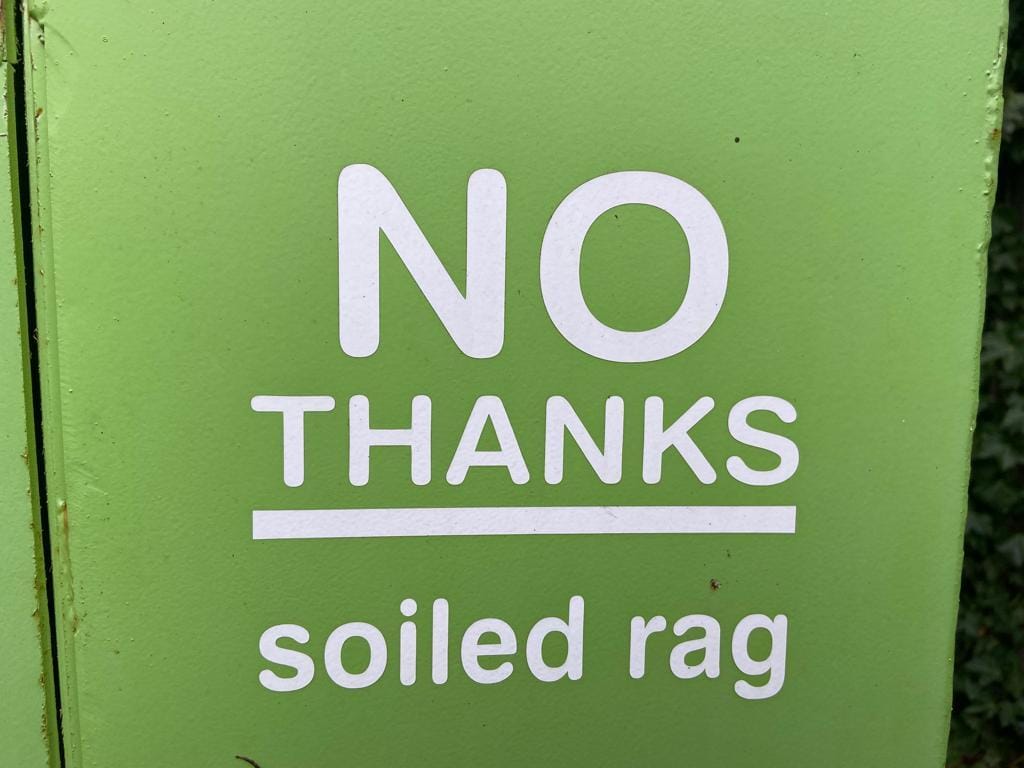 NO
THANKS
soiled rag